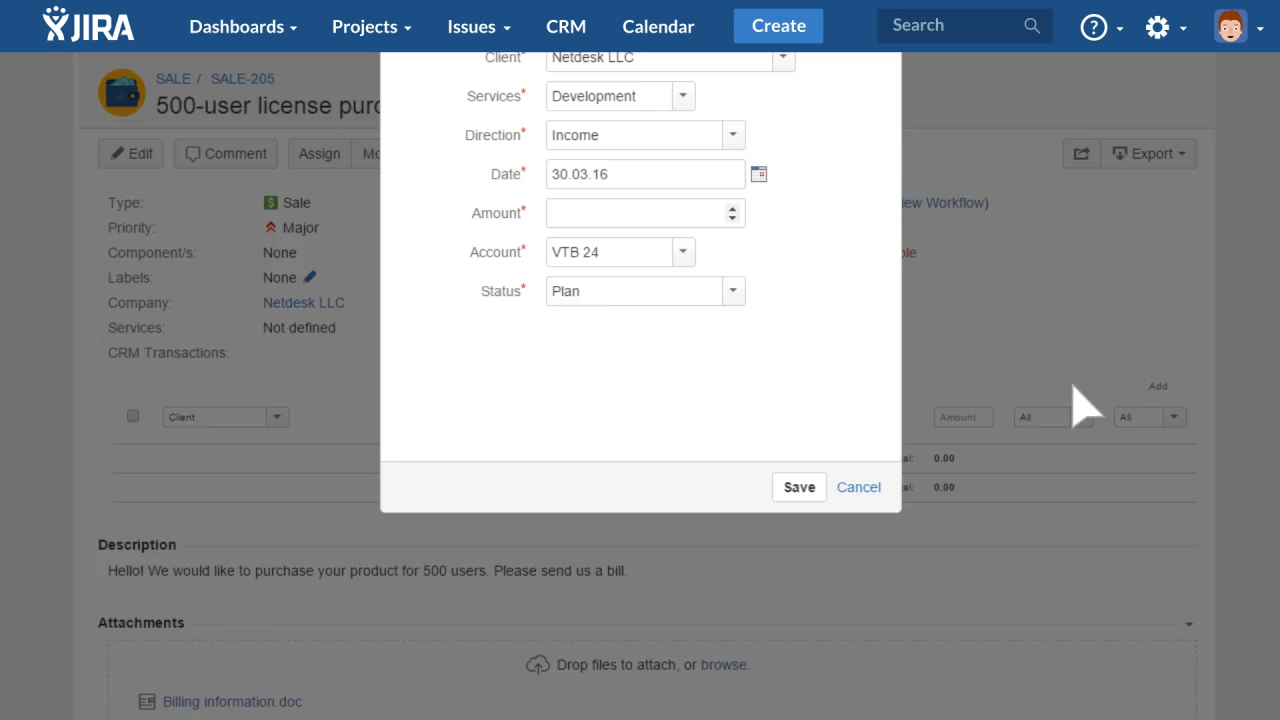 JIRA Dashboards Projects Issues CRM Calendar Create Search ?
Client* Netdesk LLC
SALE / SALE-205
500-user license
Services* Development
Direction* Income
Edit Comment Assign Export
Date* 30.03.16
Type: $ Sale Workflow)
Amount*
Priority: Major
Component/s: None
Account* VTB 24
Labels: None
Status* Plan
Company: Netdesk LLC
Services: Not defined
CRM Transactions:
Add
Client Amount All All
0.00
Save Cancel 0.00
Description
Hello! We would like to purchase your product for 500 users. Please send us a bill.
Attachments
Drop files to attach, or browse.
Billing information.doc